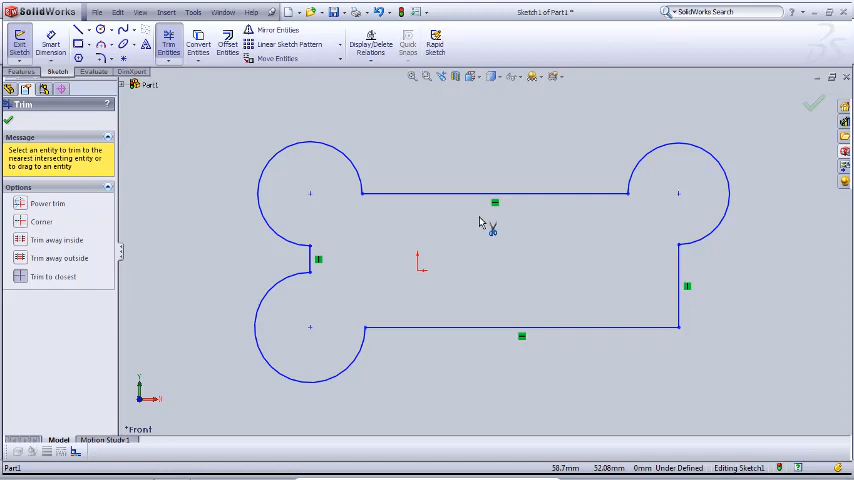 SolidWorks
File Edit View Insert Tools Window Help
Sketch1 of Part1 *
SolidWorks Search
Exit Sketch
Smart Dimension
Trim Entities
Convert Entities
Offset Entities
Mirror Entities
Linear Sketch Pattern
Move Entities
Display/Delete Relations
Quick Snaps
Rapid Sketch
Features Sketch Evaluate DimXpert
Part1
Trim
?
Message
Select an entity to trim to the nearest intersecting entity or to drag to an entity
Options
Power trim
Corner
Trim away inside
Trim away outside
Trim to closest
Y
X
*Front
Model Motion Study 1
Part1
58.7mm 52.08mm 0mm Under Defined Editing Sketch1